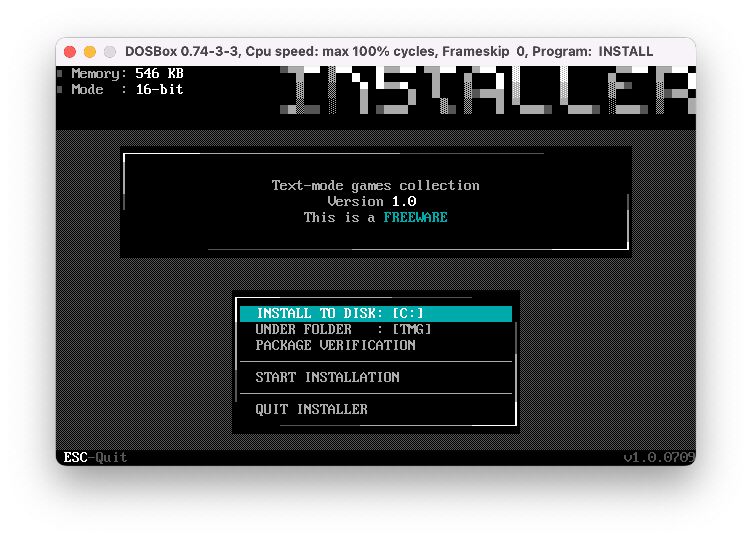 DOSBox 0.74-3-3, Cpu speed: max 100% cycles, Frameskip 0, Program: INSTALL
Memory: 546 KB
Mode : 16-bit
INSTALLER
Text-mode games collection
Version 1.0
This is a FREEWARE
INSTALL TO DISK: [C:]
UNDER FOLDER : [TMG]
PACKAGE VERIFICATION
START INSTALLATION
QUIT INSTALLER
ESC-Quit
v1.0.0709